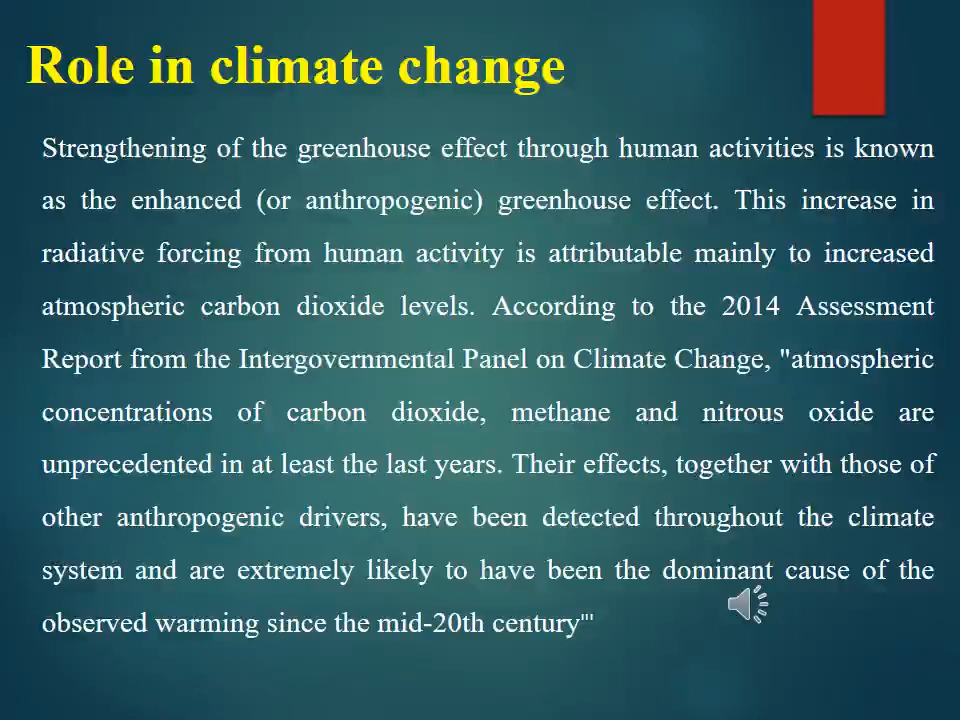 Role in climate change
Strengthening of the greenhouse effect through human activities is known
as the enhanced (or anthropogenic) greenhouse effect. This increase in
radiative forcing from human activity is attributable mainly to increased
atmospheric carbon dioxide levels. According to the 2014 Assessment
Report from the Intergovernmental Panel on Climate Change, "atmospheric
concentrations of carbon dioxide, methane and nitrous oxide are
unprecedented in at least the last years. Their effects, together with those of
other anthropogenic drivers, have been detected throughout the climate
system and are extremely likely to have been the dominant cause of the
observed warming since the mid-20th century'"